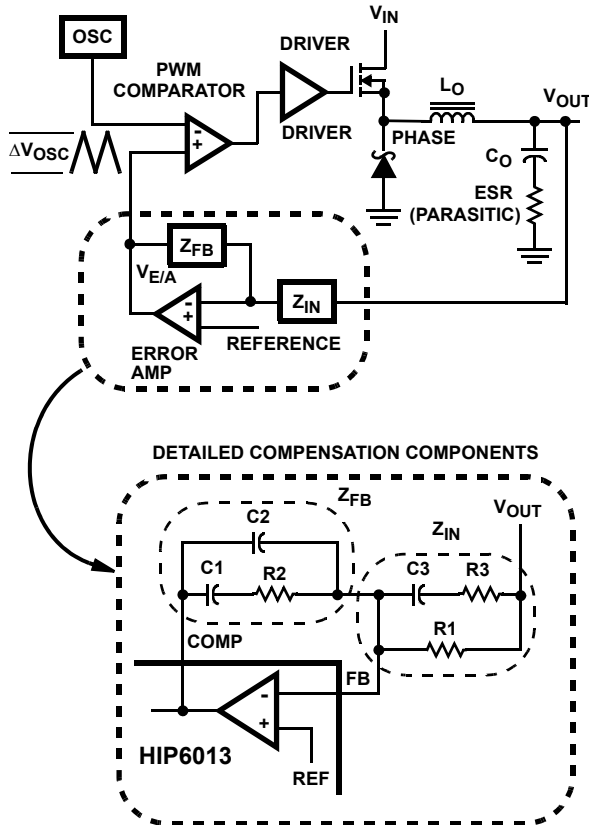 V_IN
OSC
DRIVER
PWM
COMPARATOR
L_O
V_OUT
-
+
DRIVER
PHASE
ΔV_OSC
C_O
ESR
(PARASITIC)
Z_FB
V_E/A
Z_IN
-
+
REFERENCE
ERROR
AMP
DETAILED COMPENSATION COMPONENTS
Z_FB
V_OUT
C2
Z_IN
C1
R2
C3
R3
R1
COMP
FB
-
+
HIP6013
REF